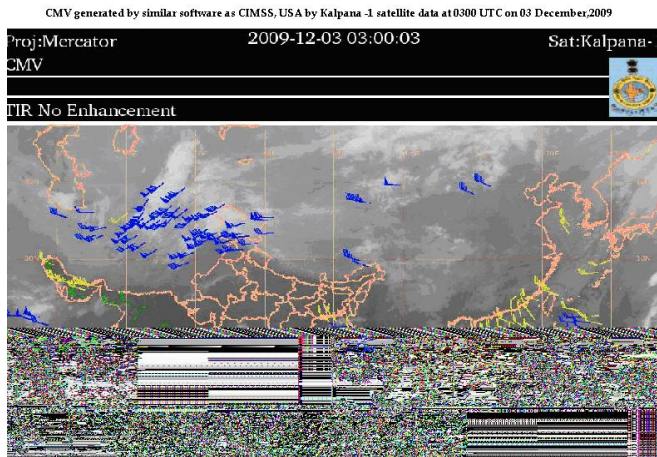 CMV generated by similar software as CIMSS, USA by Kalpana -1 satellite data at 0300 UTC on 03 December,2009
Proj:Mercator 2009-12-03 03:00:03 Sat:Kalpana-
CMV
TIR No Enhancement